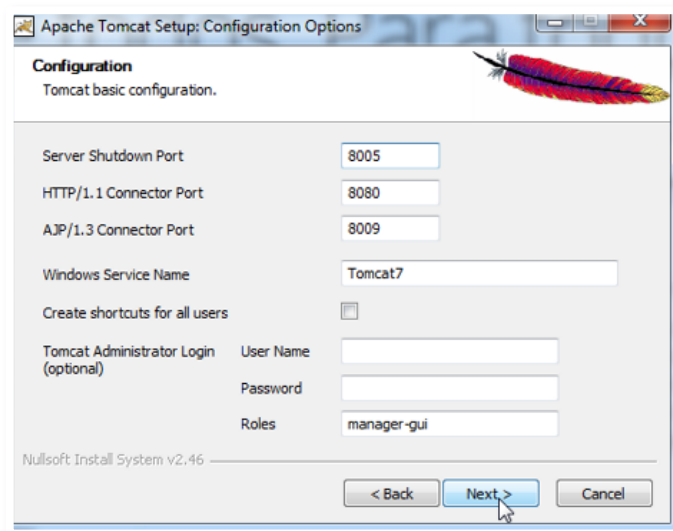 Apache Tomcat Setup: Configuration Options
Configuration
Tomcat basic configuration.
Server Shutdown Port 8005
HTTP/1.1 Connector Port 8080
AJP/1.3 Connector Port 8009
Windows Service Name Tomcat7
Create shortcuts for all users
Tomcat Administrator Login (optional) User Name
Password
Roles manager-gui
Nullsoft Install System v2.46
< Back Next > Cancel